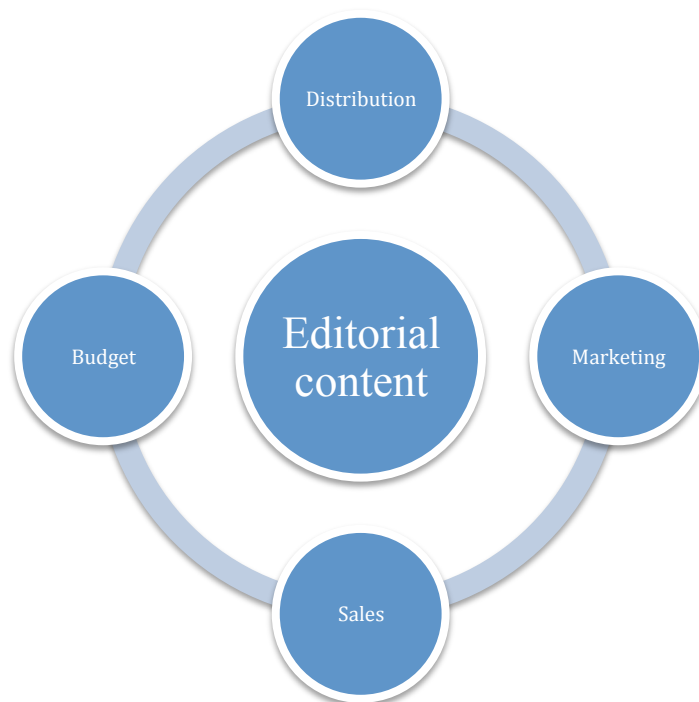 Distribution
Editorial
content
Budget
Marketing
Sales